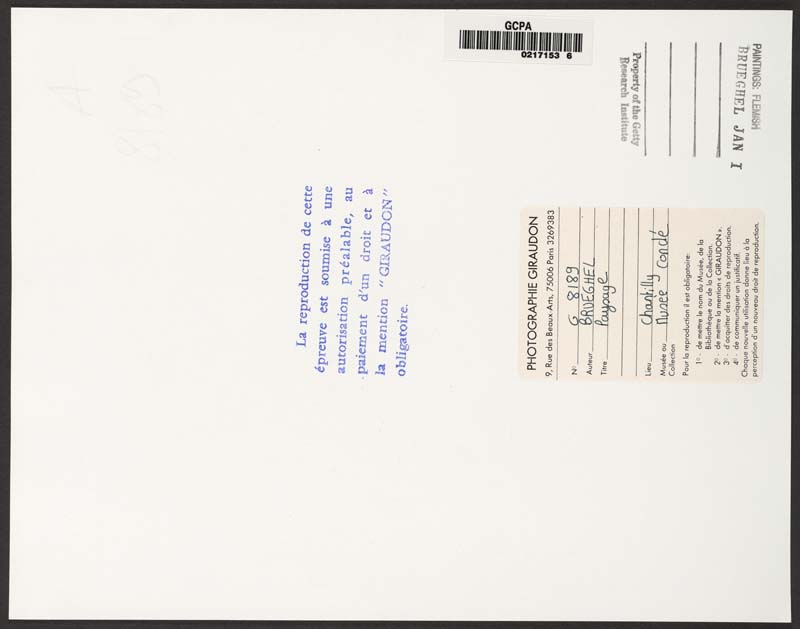 GCPA
0217153 6
PAINTINGS: FLEMISH
BRUEGHEL JAN I
Property of the Getty
Research Institute
A
8189
La reproduction de cette
épreuve est soumise à une
autorisation préalable, au
paiement d'un droit et à
la mention "GIRAUDON"
obligatoire.
PHOTOGRAPHIE GIRAUDON
9, Rue des Beaux Arts, 75006 Paris 3269383
N° G 8189
Auteur BRUEGHEL
Titre Paysage
Lieu Chantilly
Musée ou Musée Condé
Collection
Pour la reproduction il est obligatoire:
1° - de mettre le nom du Musée, de la
Bibliothèque ou de la Collection.
2° - de mettre la mention « GIRAUDON ».
3° - d'acquitter des droits de reproduction.
4° - de communiquer un justificatif.
Chaque nouvelle utilisation donne lieu à la
perception d'un nouveau droit de reproduction.